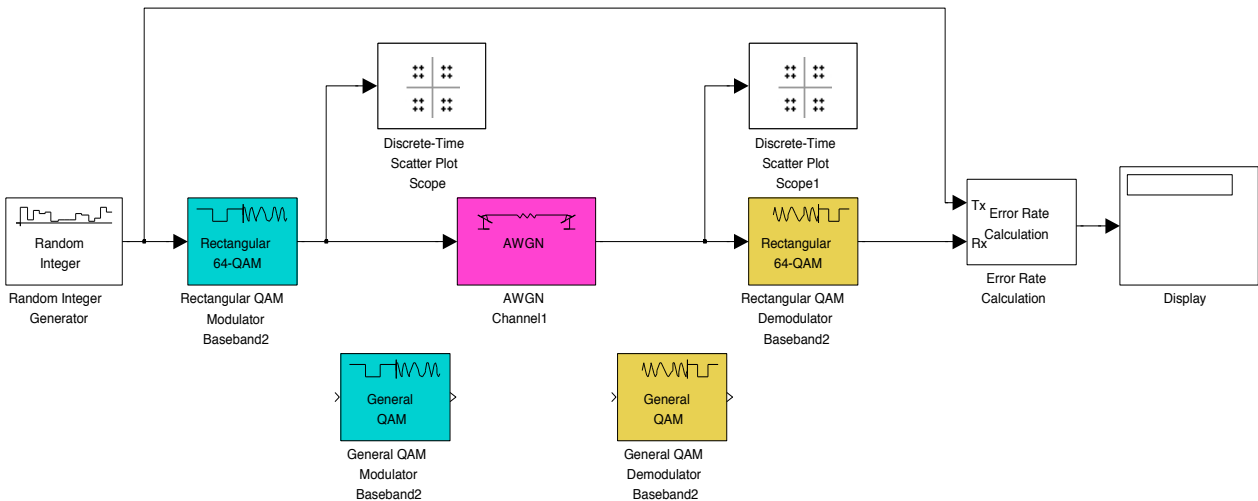 Discrete-Time
Scatter Plot
Scope
Discrete-Time
Scatter Plot
Scope1
Random
Integer
Random Integer
Generator
Rectangular
64-QAM
Rectangular QAM
Modulator
Baseband2
AWGN
AWGN
Channel1
Rectangular
64-QAM
Rectangular QAM
Demodulator
Baseband2
Tx
Rx
Error Rate
Calculation
Error Rate
Calculation
Display
General
QAM
General QAM
Modulator
Baseband2
General
QAM
General QAM
Demodulator
Baseband2